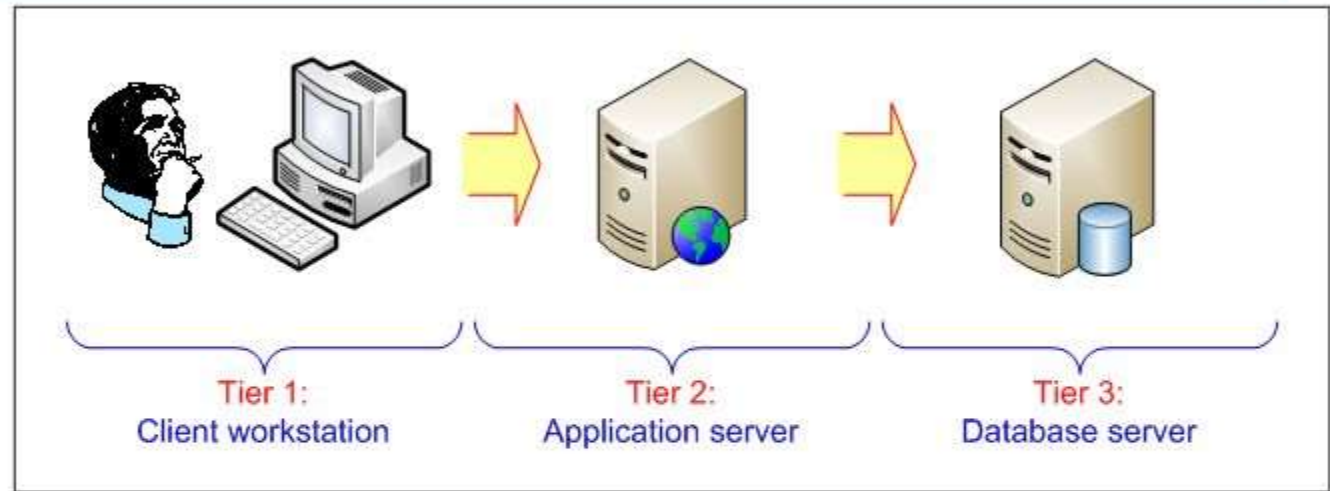 Tier 1:
Client workstation
Tier 2:
Application server
Tier 3:
Database server